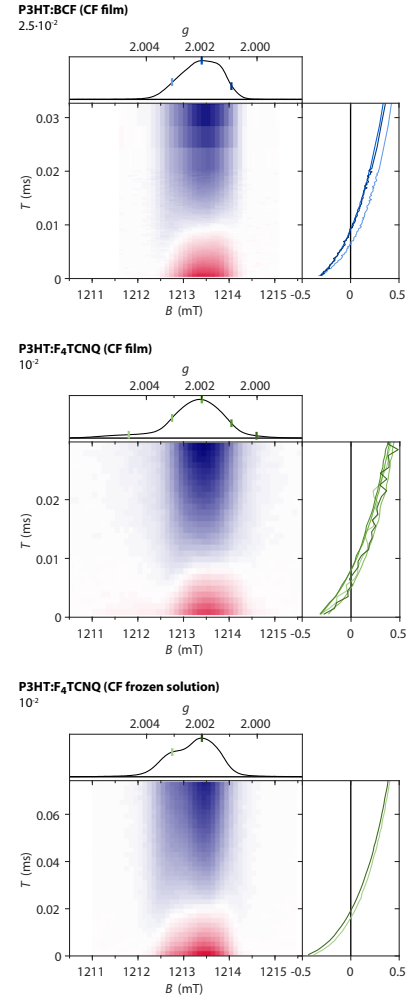 P3HT:BCF (CF film)
2.5·10⁻²
g
2.004 2.002 2.000
0.03
0.02
0.01
0
T (ms)
1211 1212 1213 1214 1215 -0.5 0 0.5
B (mT)
P3HT:F₄TCNQ (CF film)
10⁻²
g
2.004 2.002 2.000
0.02
0.01
0
T (ms)
1211 1212 1213 1214 1215 -0.5 0 0.5
B (mT)
P3HT:F₄TCNQ (CF frozen solution)
10⁻²
g
2.004 2.002 2.000
0.06
0.04
0.02
0
T (ms)
1211 1212 1213 1214 1215 -0.5 0 0.5
B (mT)